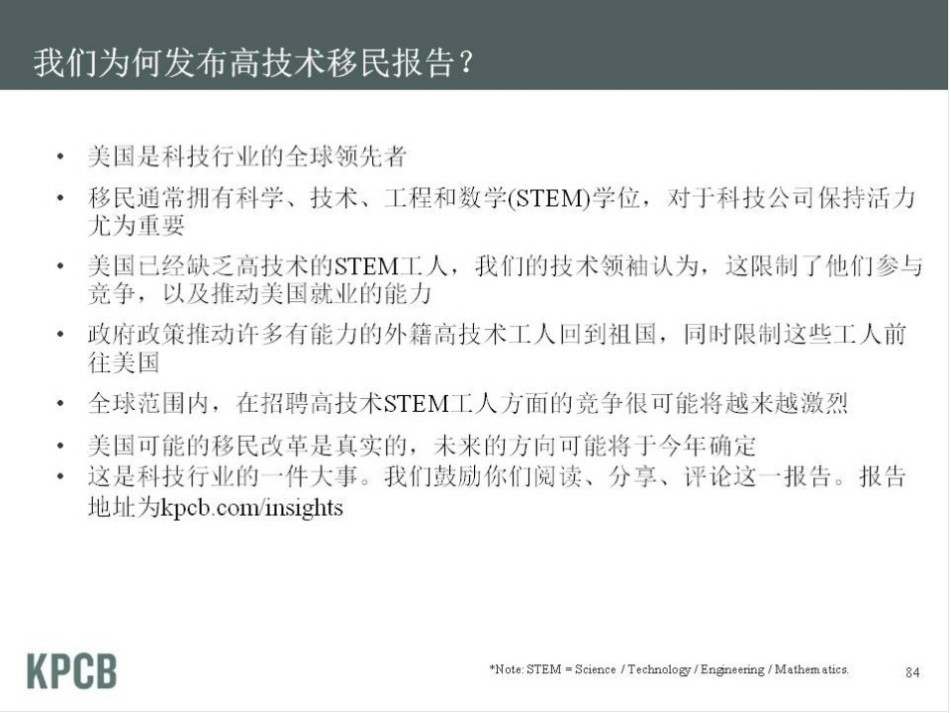 我们为何发布高技术移民报告？
• 美国是科技行业的全球领先者
• 移民通常拥有科学、技术、工程和数学(STEM)学位，对于科技公司保持活力
尤为重要
• 美国已经缺乏高技术的STEM工人，我们的技术领袖认为，这限制了他们参与
竞争，以及推动美国就业的能力
• 政府政策推动许多有能力的外籍高技术工人回到祖国，同时限制这些工人前
往美国
• 全球范围内，在招聘高技术STEM工人方面的竞争很可能将越来越激烈
• 美国可能的移民改革是真实的，未来的方向可能将于今年确定
• 这是科技行业的一件大事。我们鼓励你们阅读、分享、评论这一报告。报告
地址为kpcb.com/insights
KPCB
*Note: STEM = Science / Technology / Engineering / Mathematics.
84